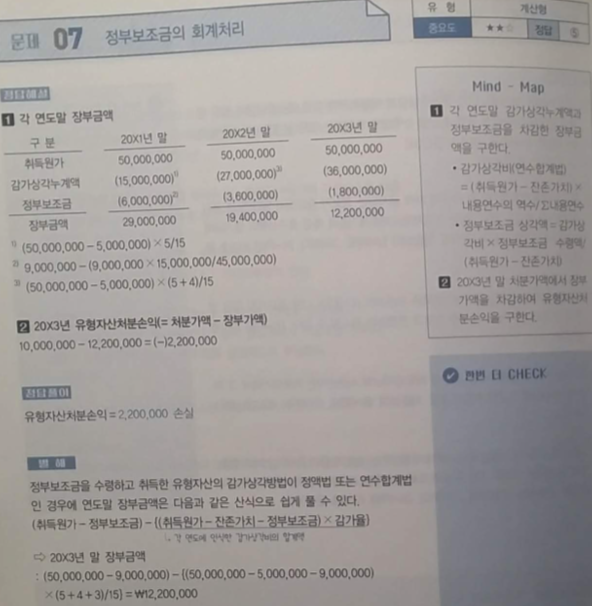 유 형 계산형
문제 07 정부보조금의 회계처리
중요도 ★★☆ 정답 ⑤
정답해설
1 각 연도말 장부금액
구 분 20X1년 말 20X2년 말 20X3년 말
취득원가 50,000,000 50,000,000 50,000,000
감가상각누계액 (15,000,000)¹⁾ (27,000,000)³⁾ (36,000,000)
정부보조금 (6,000,000)²⁾ (3,600,000) (1,800,000)
장부금액 29,000,000 19,400,000 12,200,000
¹⁾ (50,000,000 - 5,000,000) × 5/15
²⁾ 9,000,000 - (9,000,000 × 15,000,000/45,000,000)
³⁾ (50,000,000 - 5,000,000) × (5 + 4)/15
2 20X3년 유형자산처분손익(= 처분가액 - 장부가액)
10,000,000 - 12,200,000 = (-)2,200,000
정답풀이
유형자산처분손익 = 2,200,000 손실
별 해
정부보조금을 수령하고 취득한 유형자산의 감가상각방법이 정액법 또는 연수합계법
인 경우에 연도말 장부금액은 다음과 같은 산식으로 쉽게 풀 수 있다.
(취득원가 - 정부보조금) - {(취득원가 - 잔존가치 - 정부보조금) × 감가율}
↳ 각 연도에 인식한 감가상각비의 합계액
⇨ 20X3년 말 장부금액
: (50,000,000 - 9,000,000) - {(50,000,000 - 5,000,000 - 9,000,000)
× (5 + 4 + 3)/15} = ₩12,200,000
Mind - Map
1 각 연도말 감가상각누계액과
정부보조금을 차감한 장부금
액을 구한다.
• 감가상각비(연수합계법)
= (취득원가 - 잔존가치) ×
내용연수의 역수/Σ내용연수
• 정부보조금 상각액 = 감가상
각비 × 정부보조금 수령액/
(취득원가 - 잔존가치)
2 20X3년 말 처분가액에서 장부
가액을 차감하여 유형자산처
분손익을 구한다.
한번 더 CHECK